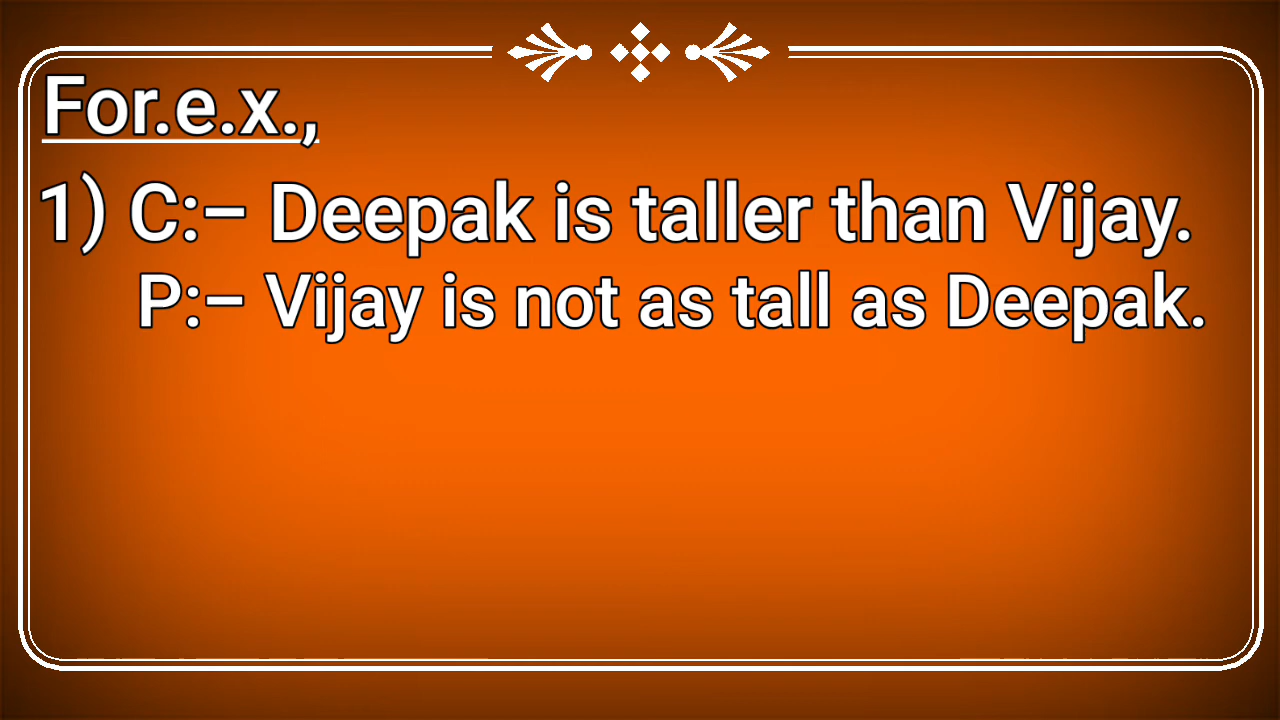 For.e.x.,
1) C:– Deepak is taller than Vijay.
P:– Vijay is not as tall as Deepak.